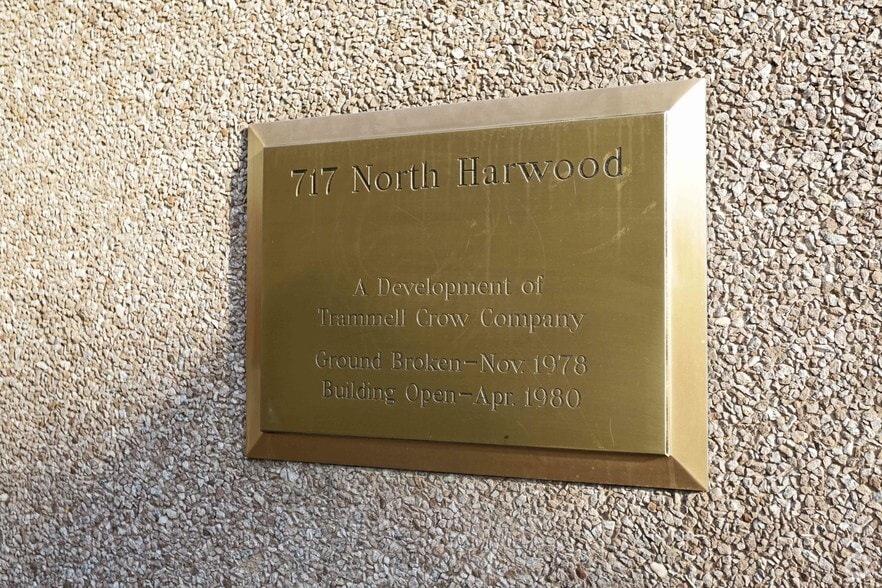 717 North Harwood
A Development of
Trammell Crow Company
Ground Broken—Nov. 1978
Building Open—Apr. 1980